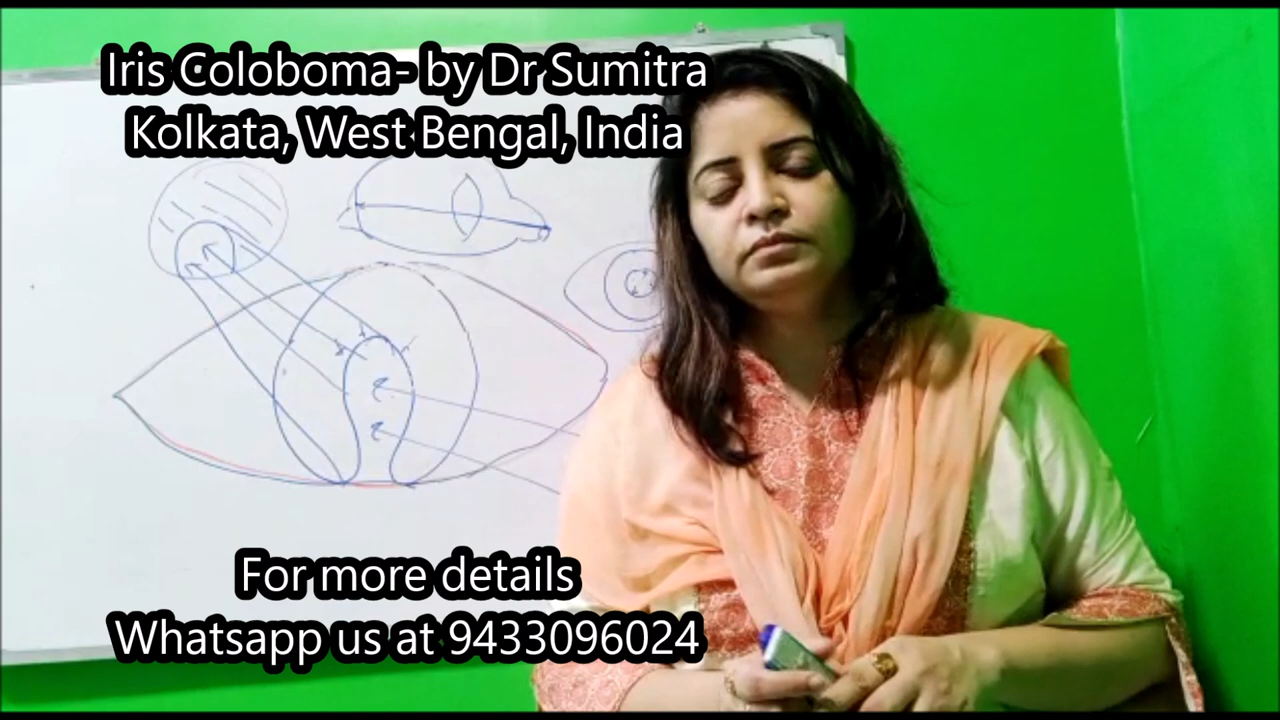 Iris Coloboma- by Dr Sumitra
Kolkata, West Bengal, India
For more details
Whatsapp us at 9433096024